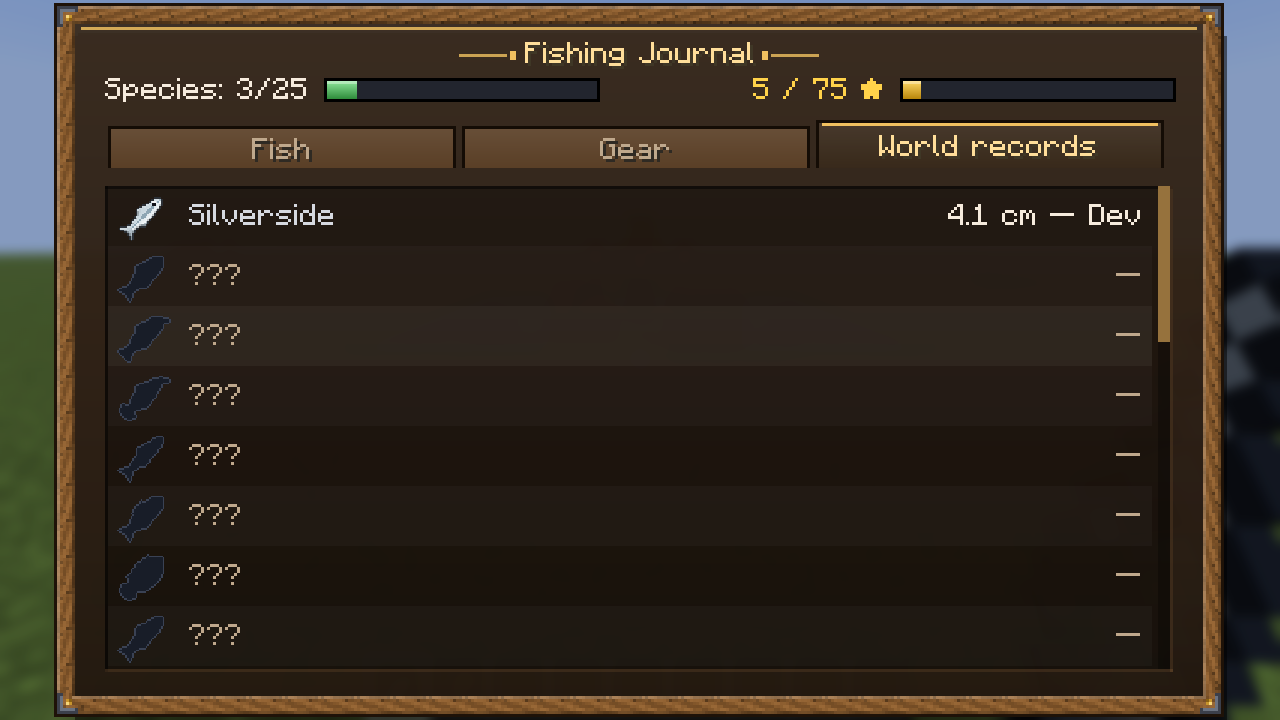 Fishing Journal
Species: 3/25
5 / 75
Fish
Gear
World records
Silverside 4.1 cm — Dev
??? —
??? —
??? —
??? —
??? —
??? —
??? —